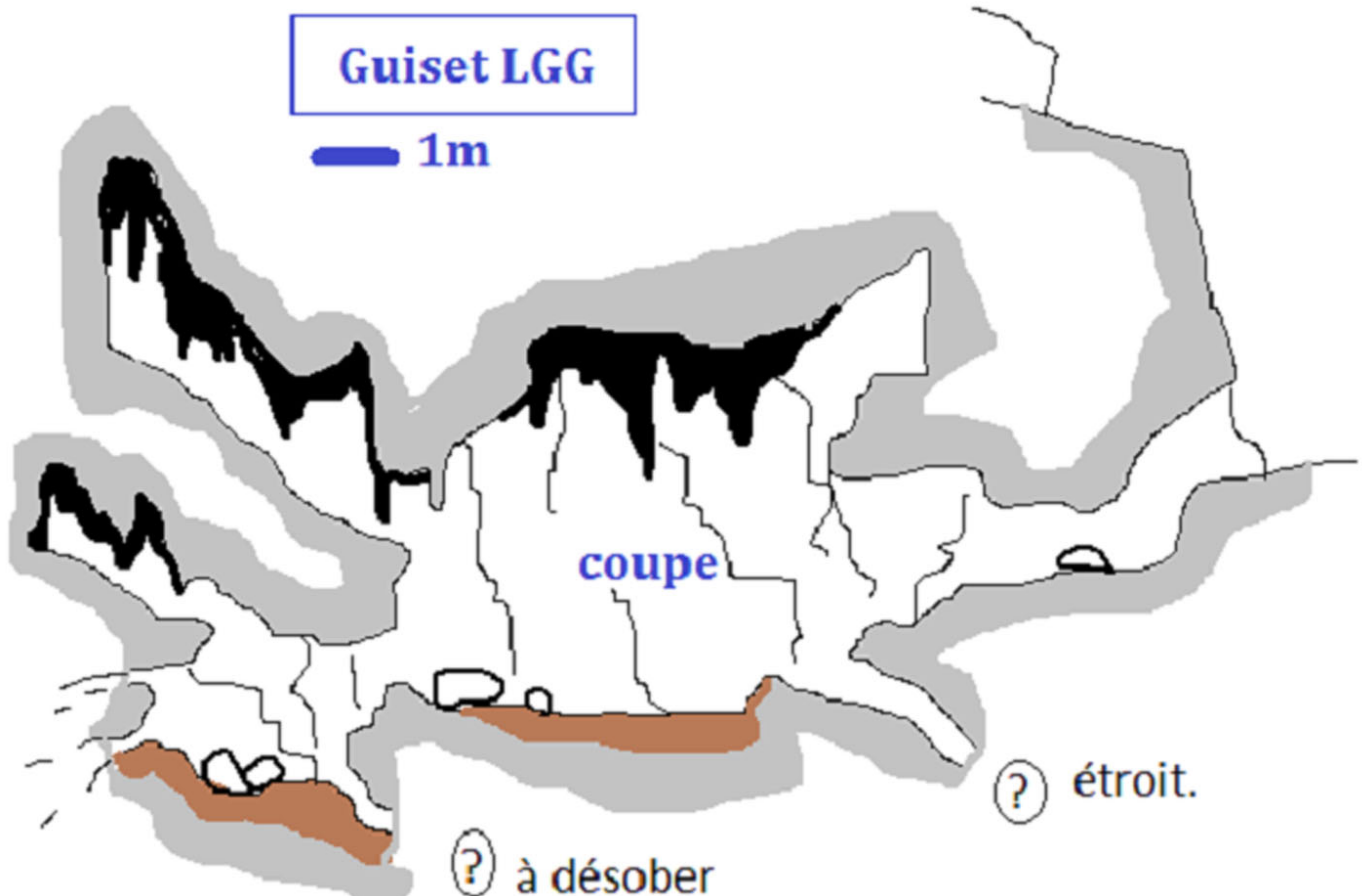 Guiset LGG
1m
coupe
? étroit.
? à désober